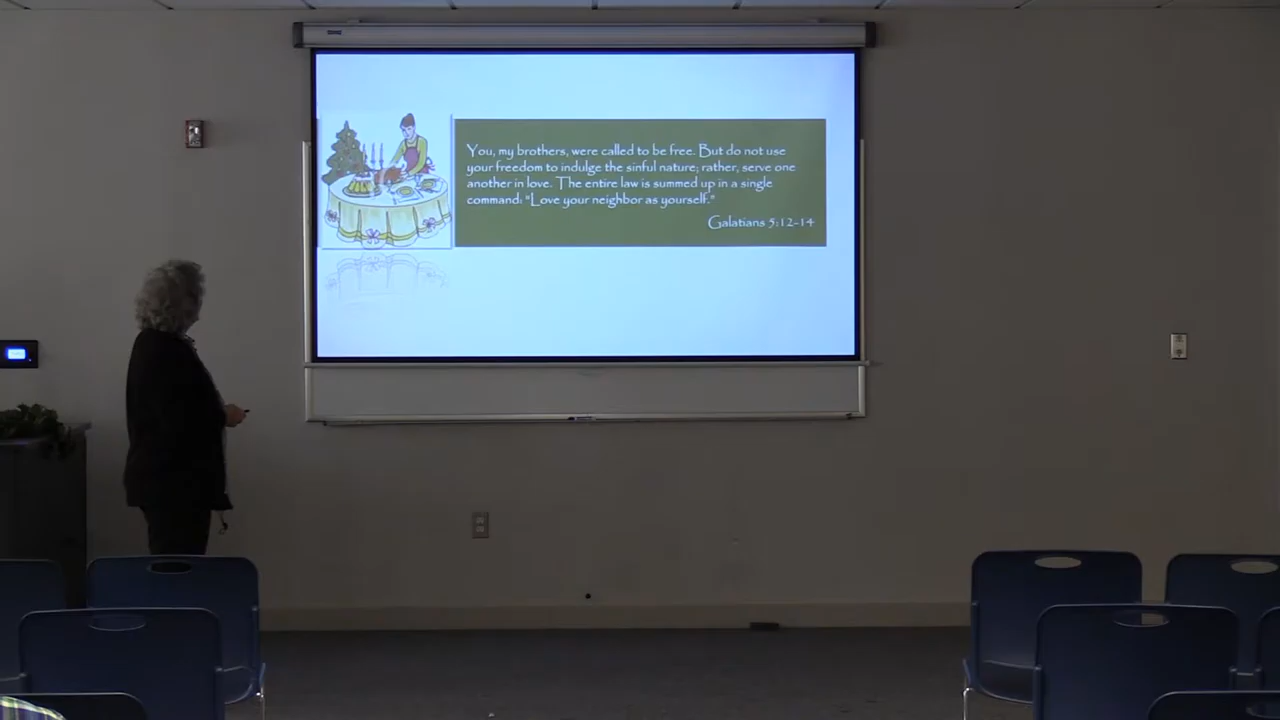 You, my brothers, were called to be free. But do not use
your freedom to indulge the sinful nature; rather, serve one
another in love. The entire law is summed up in a single
command: "Love your neighbor as yourself."
Galatians 5:12-14